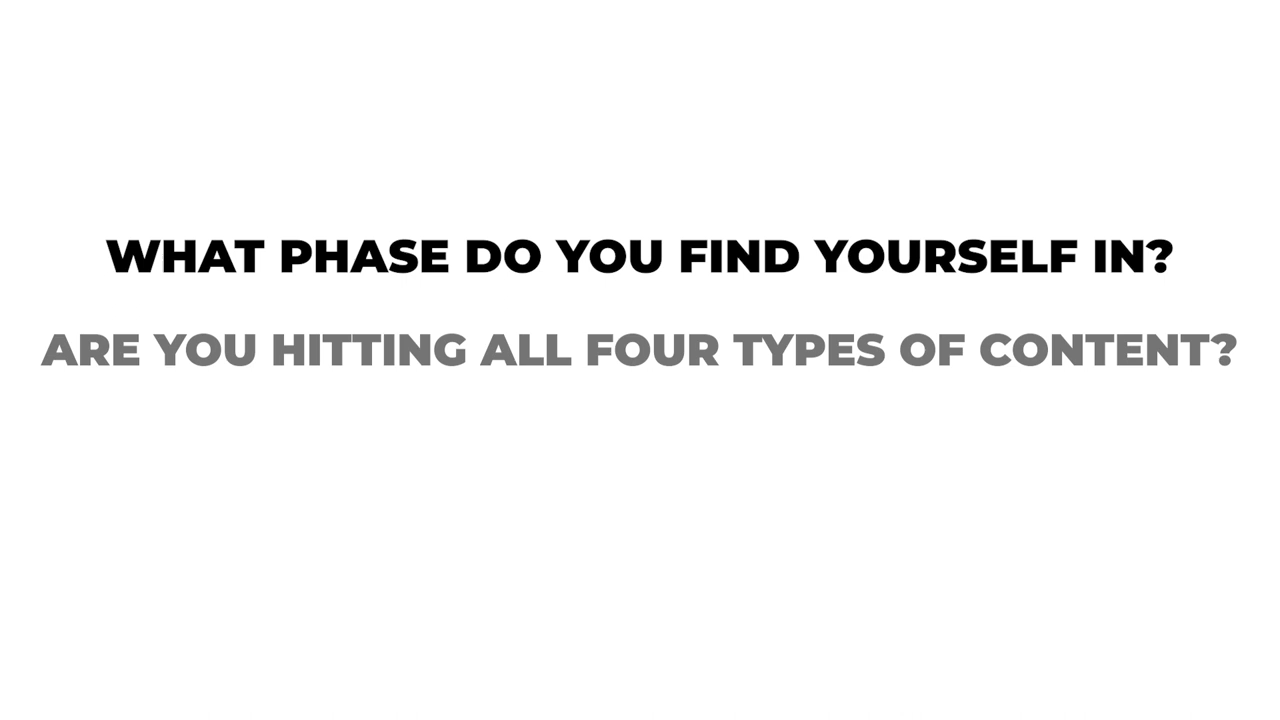 WHAT PHASE DO YOU FIND YOURSELF IN?
ARE YOU HITTING ALL FOUR TYPES OF CONTENT?